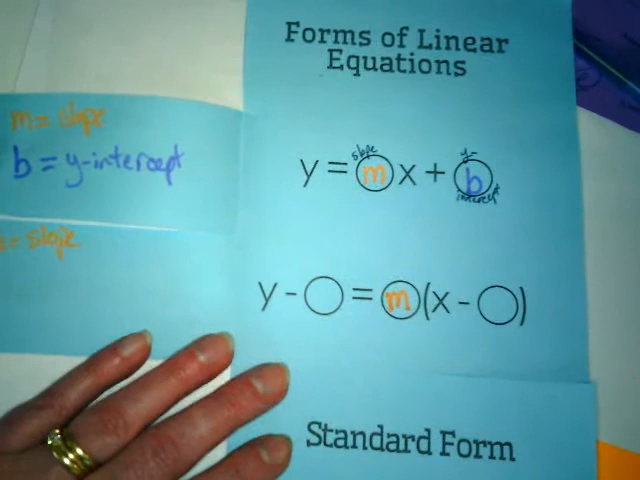 Forms of Linear
Equations
m = slope
b = y-intercept
slope
y-
y = m x + b
intercept
= slope
y - ○ = m (x - ○)
Standard Form